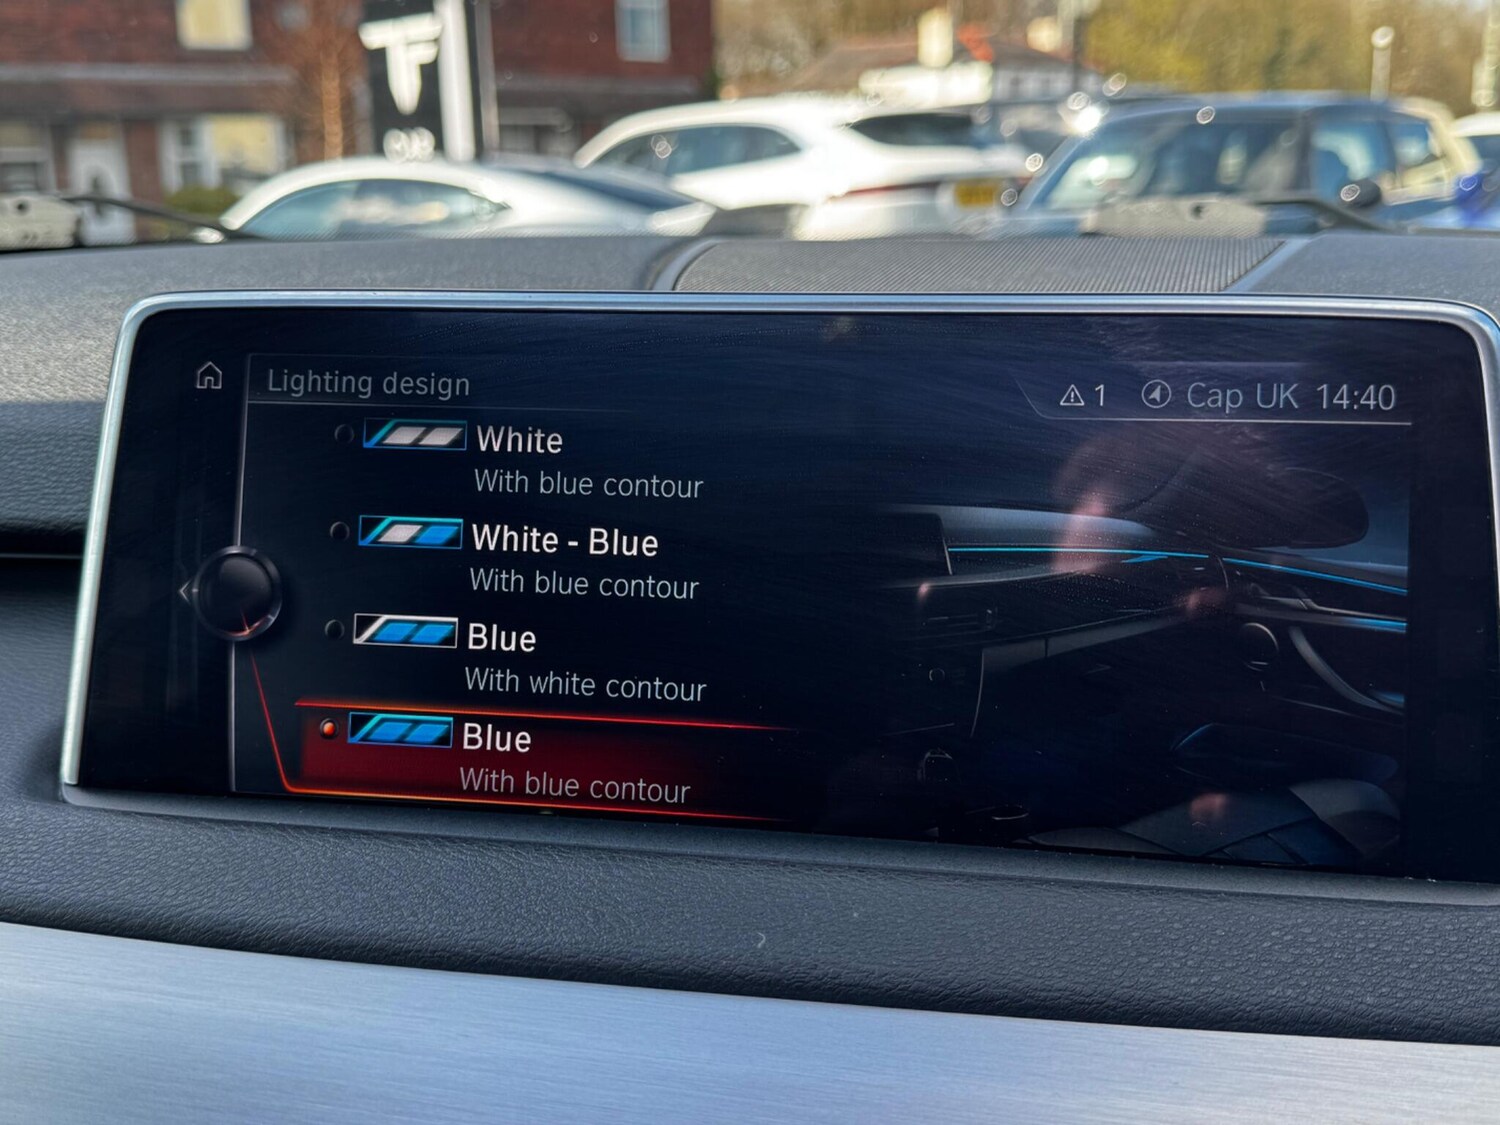 Lighting design
1 Cap UK 14:40
White
With blue contour
White - Blue
With blue contour
Blue
With white contour
Blue
With blue contour